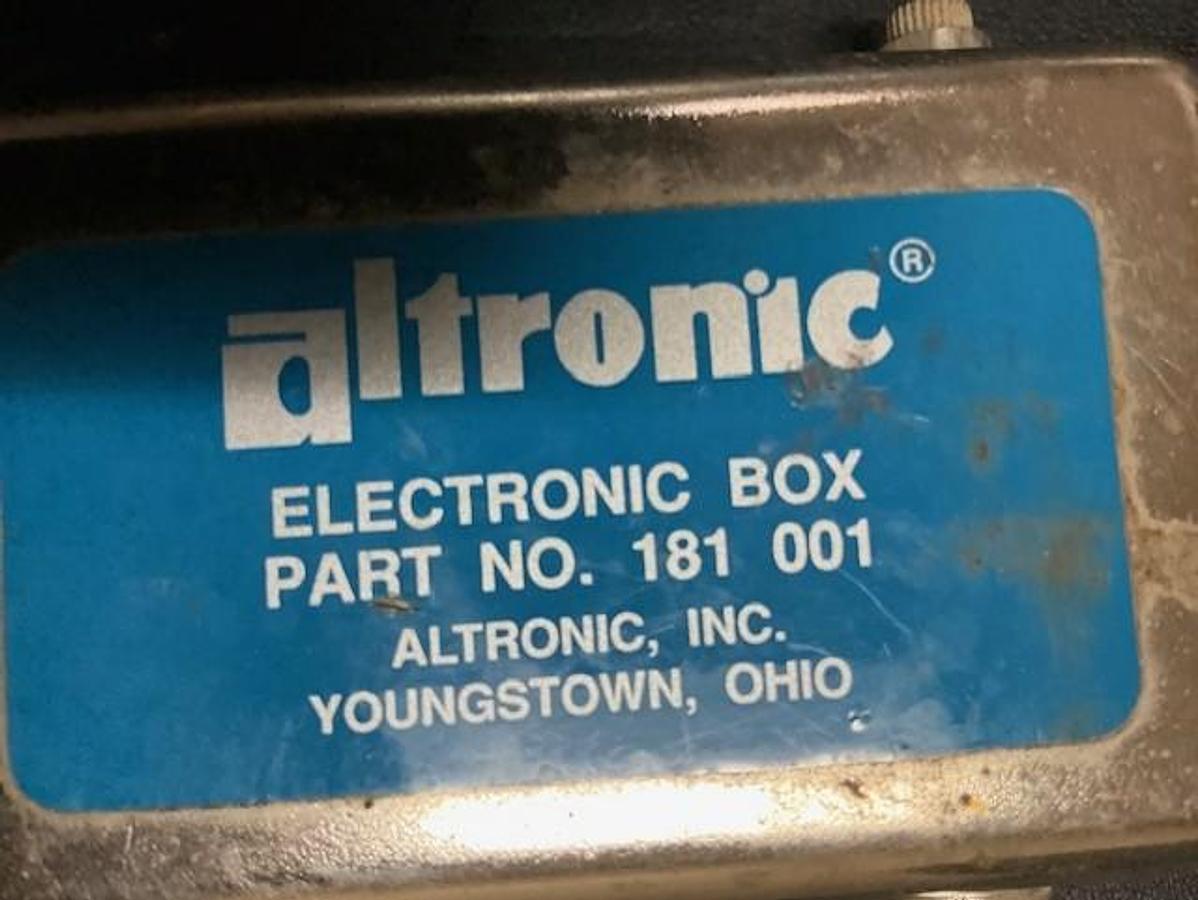 altronic®
ELECTRONIC BOX
PART NO. 181 001
ALTRONIC, INC.
YOUNGSTOWN, OHIO